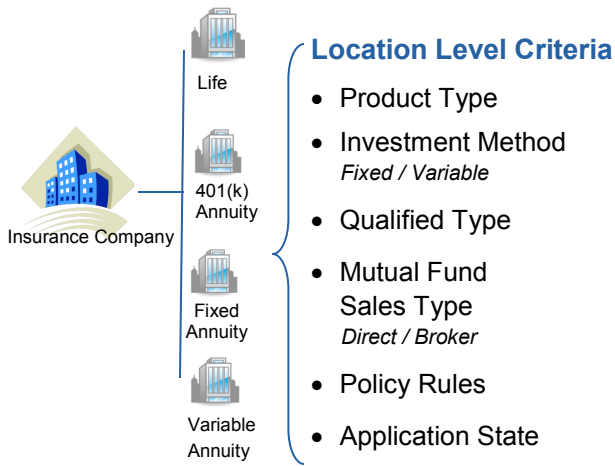 Insurance Company
Life
401(k)
Annuity
Fixed
Annuity
Variable
Annuity
Location Level Criteria
• Product Type
• Investment Method
Fixed / Variable
• Qualified Type
• Mutual Fund
Sales Type
Direct / Broker
• Policy Rules
• Application State